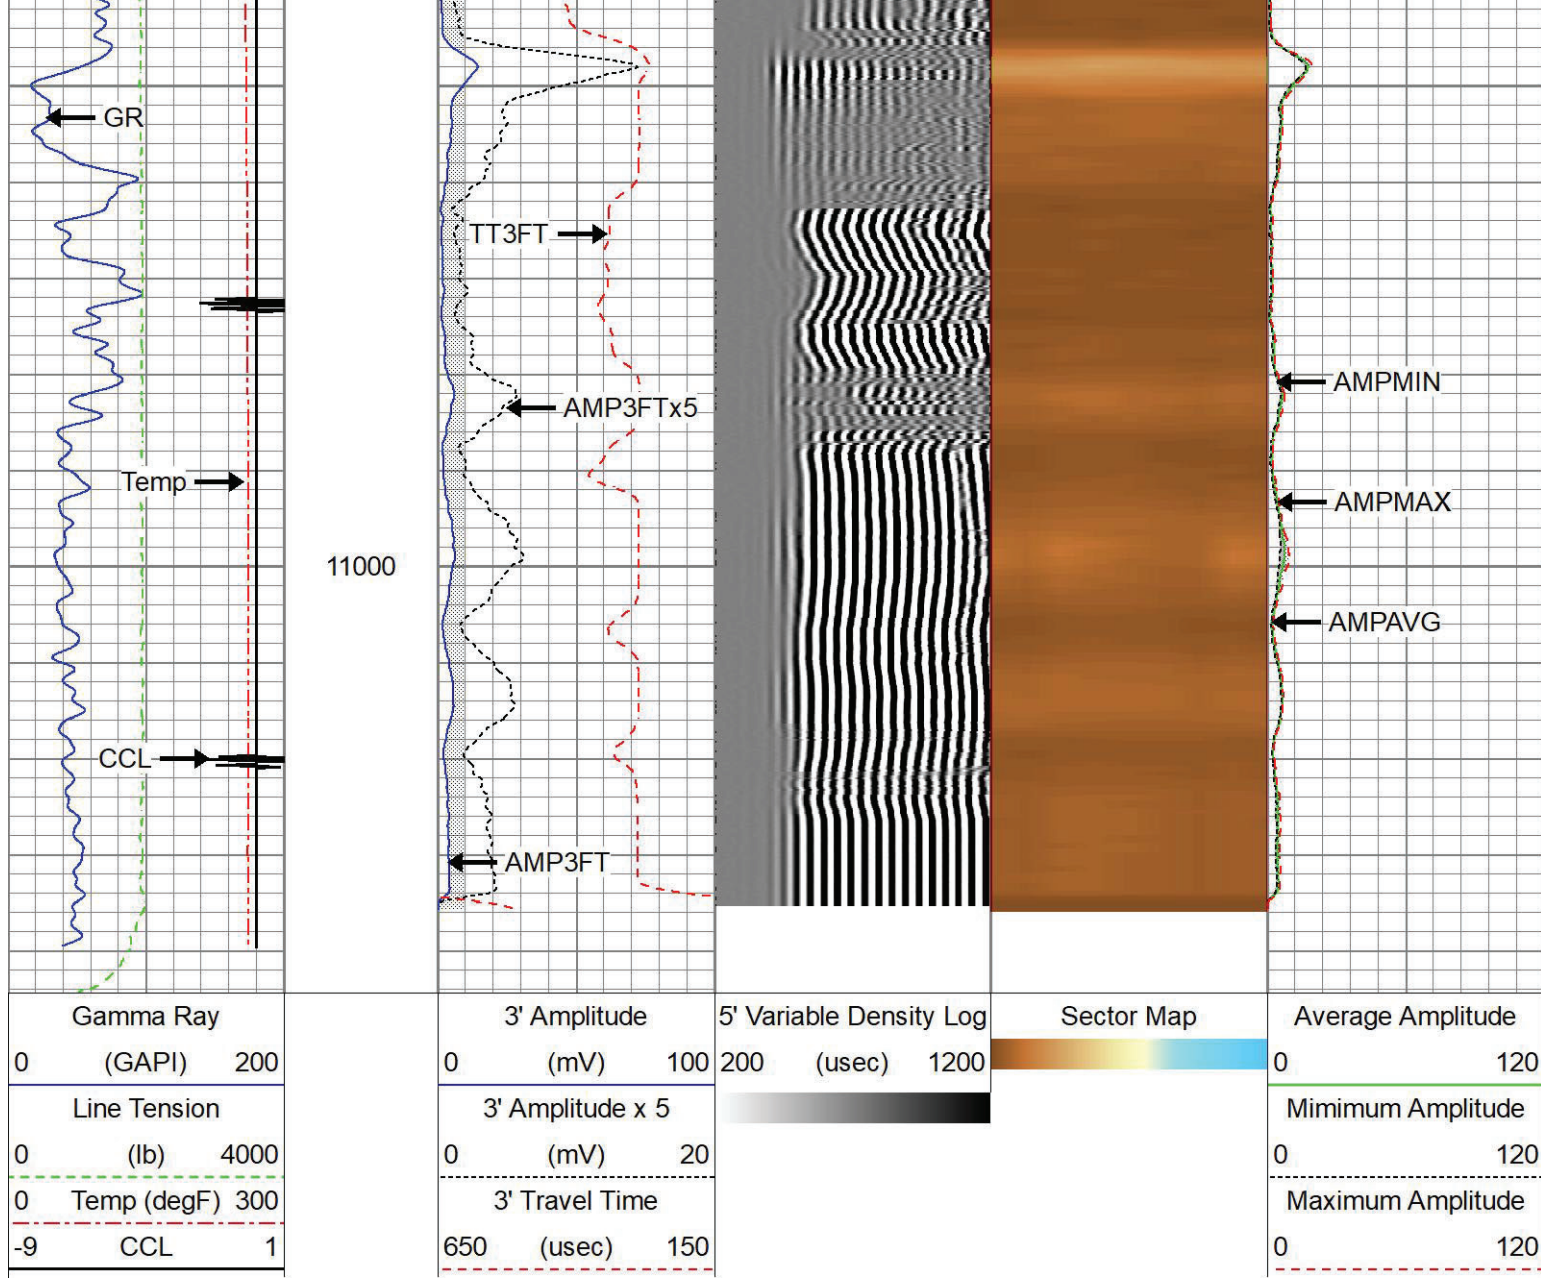 GR
TT3FT
AMPMIN
AMP3FTx5
Temp
AMPMAX
11000
AMPAVG
CCL
AMP3FT
Gamma Ray
0 (GAPI) 200
Line Tension
0 (lb) 4000
0 Temp (degF) 300
-9 CCL 1
3' Amplitude
0 (mV) 100
3' Amplitude x 5
0 (mV) 20
3' Travel Time
650 (usec) 150
5' Variable Density Log
200 (usec) 1200
Sector Map
Average Amplitude
0 120
Mimimum Amplitude
0 120
Maximum Amplitude
0 120